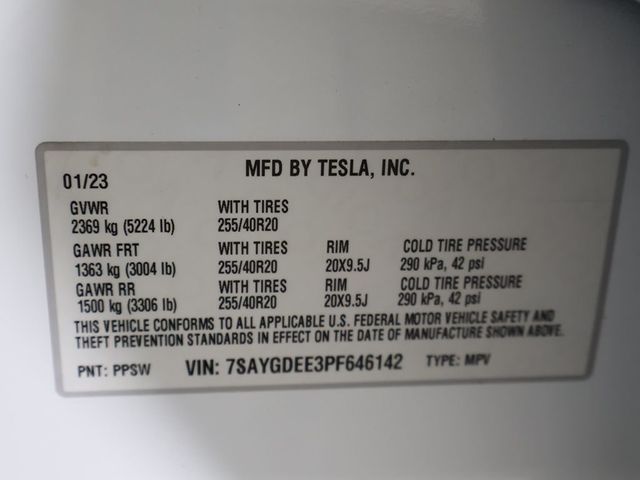 MFD BY TESLA, INC.
01/23
GVWR WITH TIRES
2369 kg (5224 lb) 255/40R20
GAWR FRT WITH TIRES RIM COLD TIRE PRESSURE
1363 kg (3004 lb) 255/40R20 20X9.5J 290 kPa, 42 psi
GAWR RR WITH TIRES RIM COLD TIRE PRESSURE
1500 kg (3306 lb) 255/40R20 20X9.5J 290 kPa, 42 psi
THIS VEHICLE CONFORMS TO ALL APPLICABLE U.S. FEDERAL MOTOR VEHICLE SAFETY AND
THEFT PREVENTION STANDARDS IN EFFECT ON THE DATE OF MANUFACTURE SHOWN ABOVE.
PNT: PPSW VIN: 7SAYGDEE3PF646142 TYPE: MPV